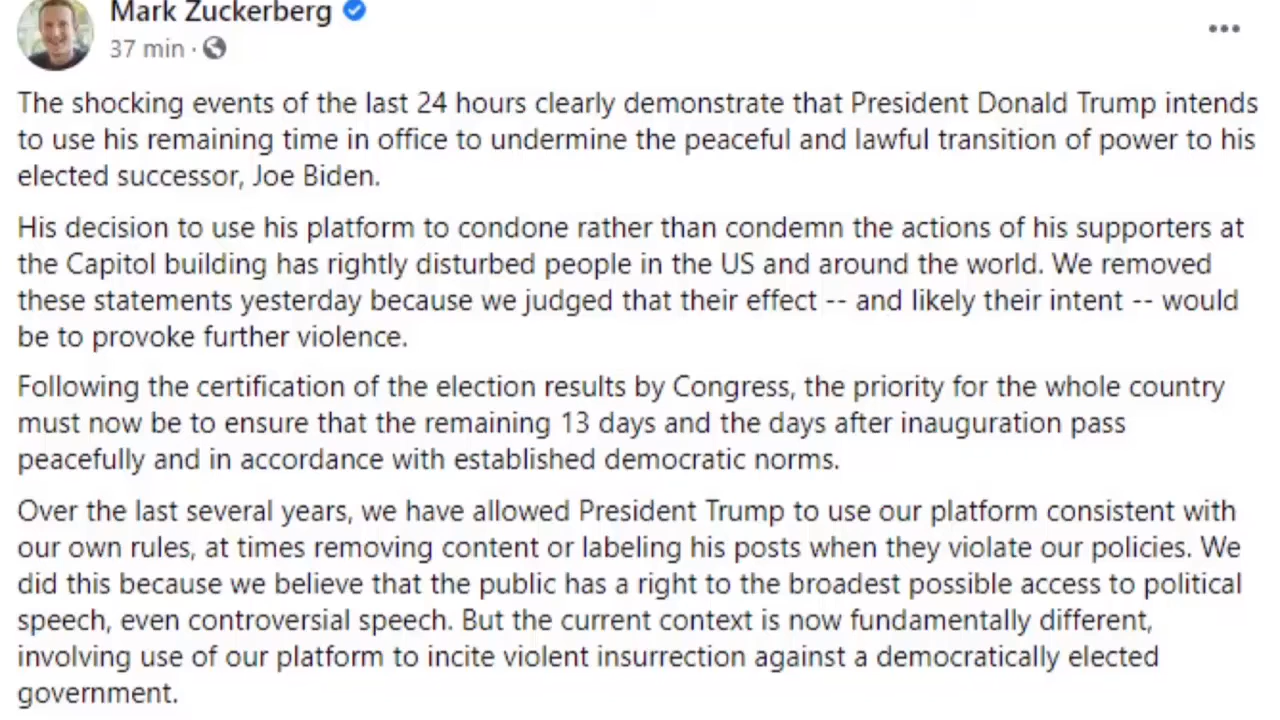 Mark Zuckerberg
37 min ·
The shocking events of the last 24 hours clearly demonstrate that President Donald Trump intends
to use his remaining time in office to undermine the peaceful and lawful transition of power to his
elected successor, Joe Biden.
His decision to use his platform to condone rather than condemn the actions of his supporters at
the Capitol building has rightly disturbed people in the US and around the world. We removed
these statements yesterday because we judged that their effect -- and likely their intent -- would
be to provoke further violence.
Following the certification of the election results by Congress, the priority for the whole country
must now be to ensure that the remaining 13 days and the days after inauguration pass
peacefully and in accordance with established democratic norms.
Over the last several years, we have allowed President Trump to use our platform consistent with
our own rules, at times removing content or labeling his posts when they violate our policies. We
did this because we believe that the public has a right to the broadest possible access to political
speech, even controversial speech. But the current context is now fundamentally different,
involving use of our platform to incite violent insurrection against a democratically elected
government.